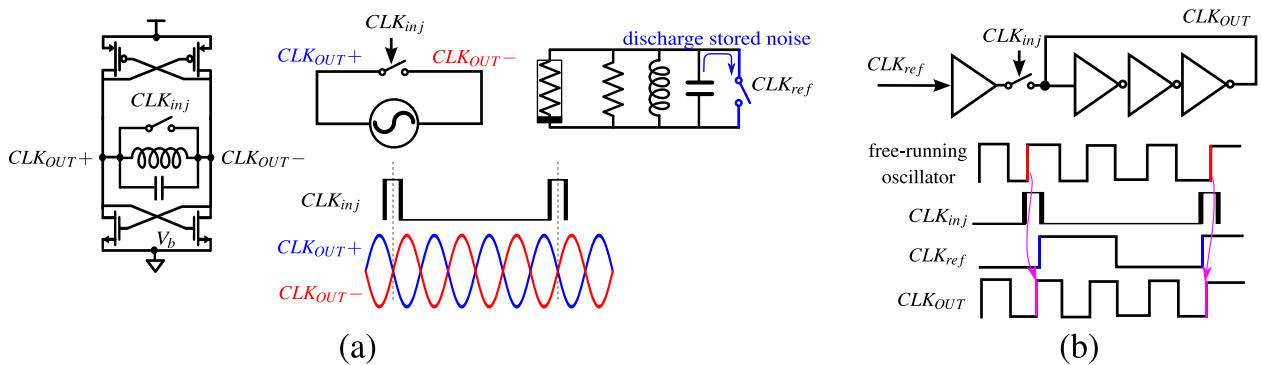 CLK_inj
CLK_OUT+
CLK_OUT−
V_b
CLK_inj
CLK_OUT+
CLK_OUT−
discharge stored noise
CLK_ref
CLK_inj
CLK_OUT+
CLK_OUT−
(a)
CLK_OUT
CLK_inj
CLK_ref
free-running
oscillator
CLK_inj
CLK_ref
CLK_OUT
(b)